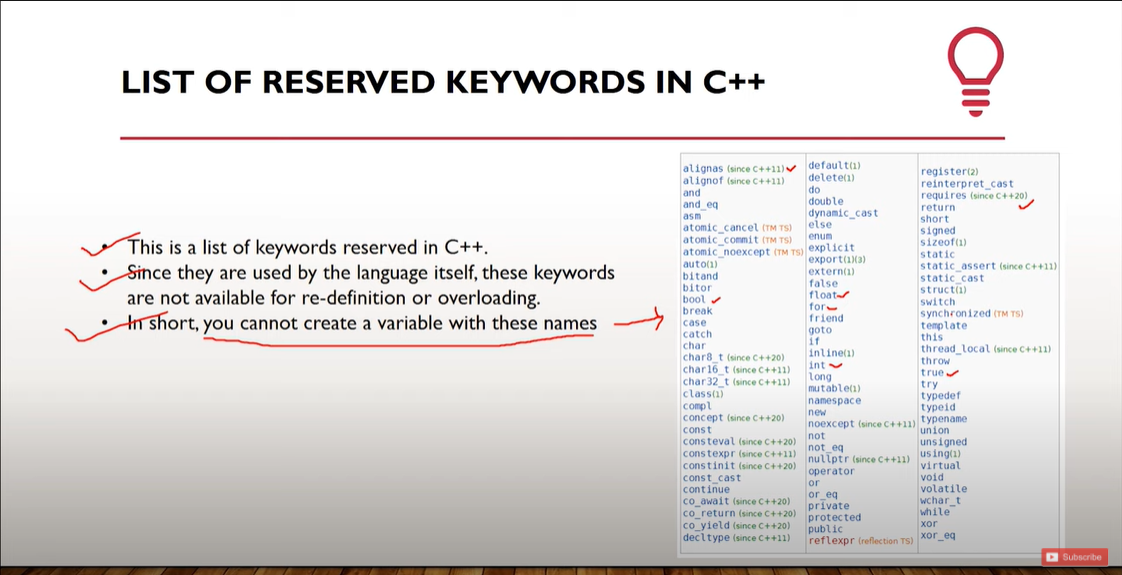 LIST OF RESERVED KEYWORDS IN C++
• This is a list of keywords reserved in C++.
• Since they are used by the language itself, these keywords
are not available for re-definition or overloading.
• In short, you cannot create a variable with these names
alignas (since C++11)
alignof (since C++11)
and
and_eq
asm
atomic_cancel (TM TS)
atomic_commit (TM TS)
atomic_noexcept (TM TS)
auto(1)
bitand
bitor
bool
break
case
catch
char
char8_t (since C++20)
char16_t (since C++11)
char32_t (since C++11)
class(1)
compl
concept (since C++20)
const
consteval (since C++20)
constexpr (since C++11)
constinit (since C++20)
const_cast
continue
co_await (since C++20)
co_return (since C++20)
co_yield (since C++20)
decltype (since C++11)
default(1)
delete(1)
do
double
dynamic_cast
else
enum
explicit
export(1)(3)
extern(1)
false
float
for
friend
goto
if
inline(1)
int
long
mutable(1)
namespace
new
noexcept (since C++11)
not
not_eq
nullptr (since C++11)
operator
or
or_eq
private
protected
public
reflexpr (reflection TS)
register(2)
reinterpret_cast
requires (since C++20)
return
short
signed
sizeof(1)
static
static_assert (since C++11)
static_cast
struct(1)
switch
synchronized (TM TS)
template
this
thread_local (since C++11)
throw
true
try
typedef
typeid
typename
union
unsigned
using(1)
virtual
void
volatile
wchar_t
while
xor
xor_eq
Subscribe